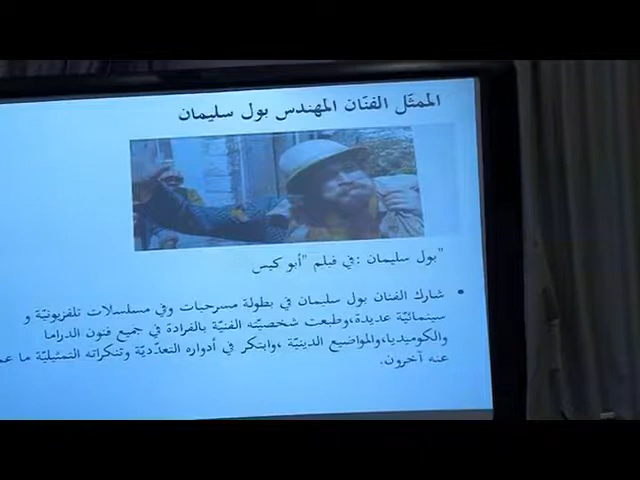 الممثّل الفنّان المهندس بول سليمان
"بول سليمان :في فيلم "أبو كيس
• شارك الفنان بول سليمان في بطولة مسرحيات وفي مسلسلات تلفزيونيّة و
سينمائيّة عديدة،وطبعت شخصيّته الفنيّة بالفرادة في جميع فنون الدراما
والكوميديا،والمواضيع الدينيّة ،وابتكر في أدواره التعدّديّة وتنكراته التمثيليّة ما
عنه آخرون.